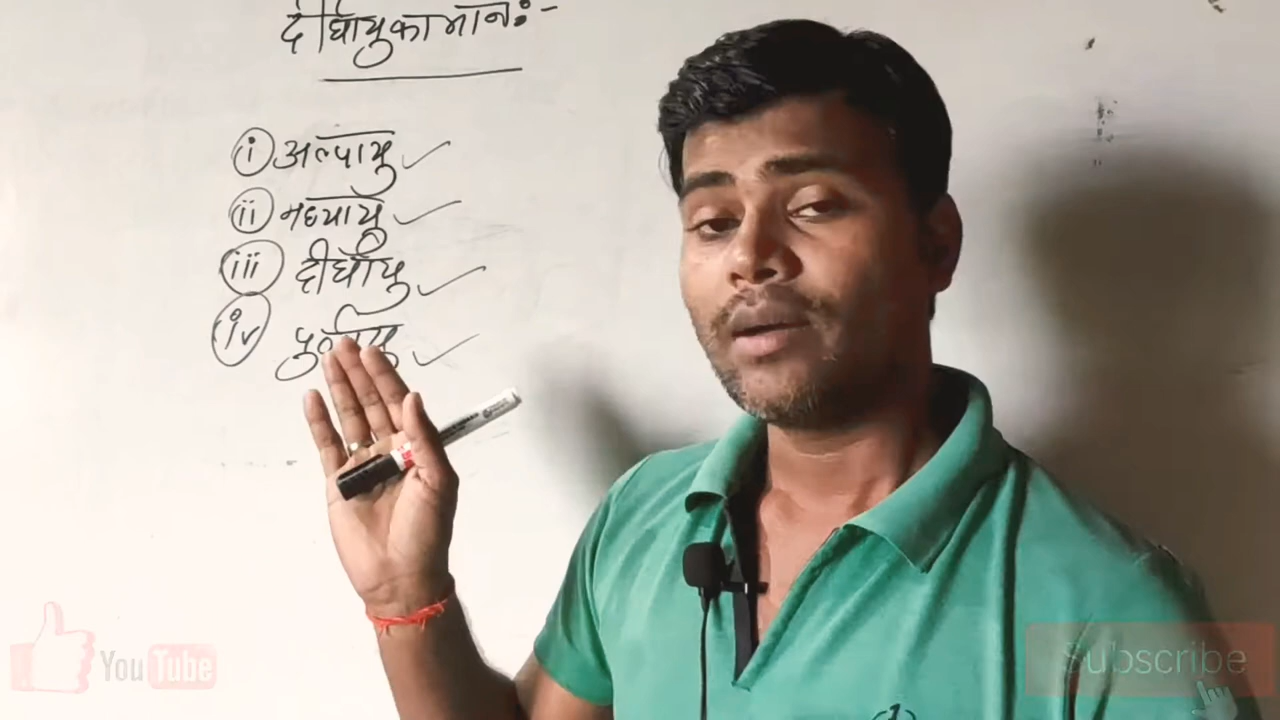 दीर्घायु का मान:-
(i) अल्पायु
(ii) मध्यायु
(iii) दीर्घायु
(iv) पुर्णायु
YouTube
Subscribe